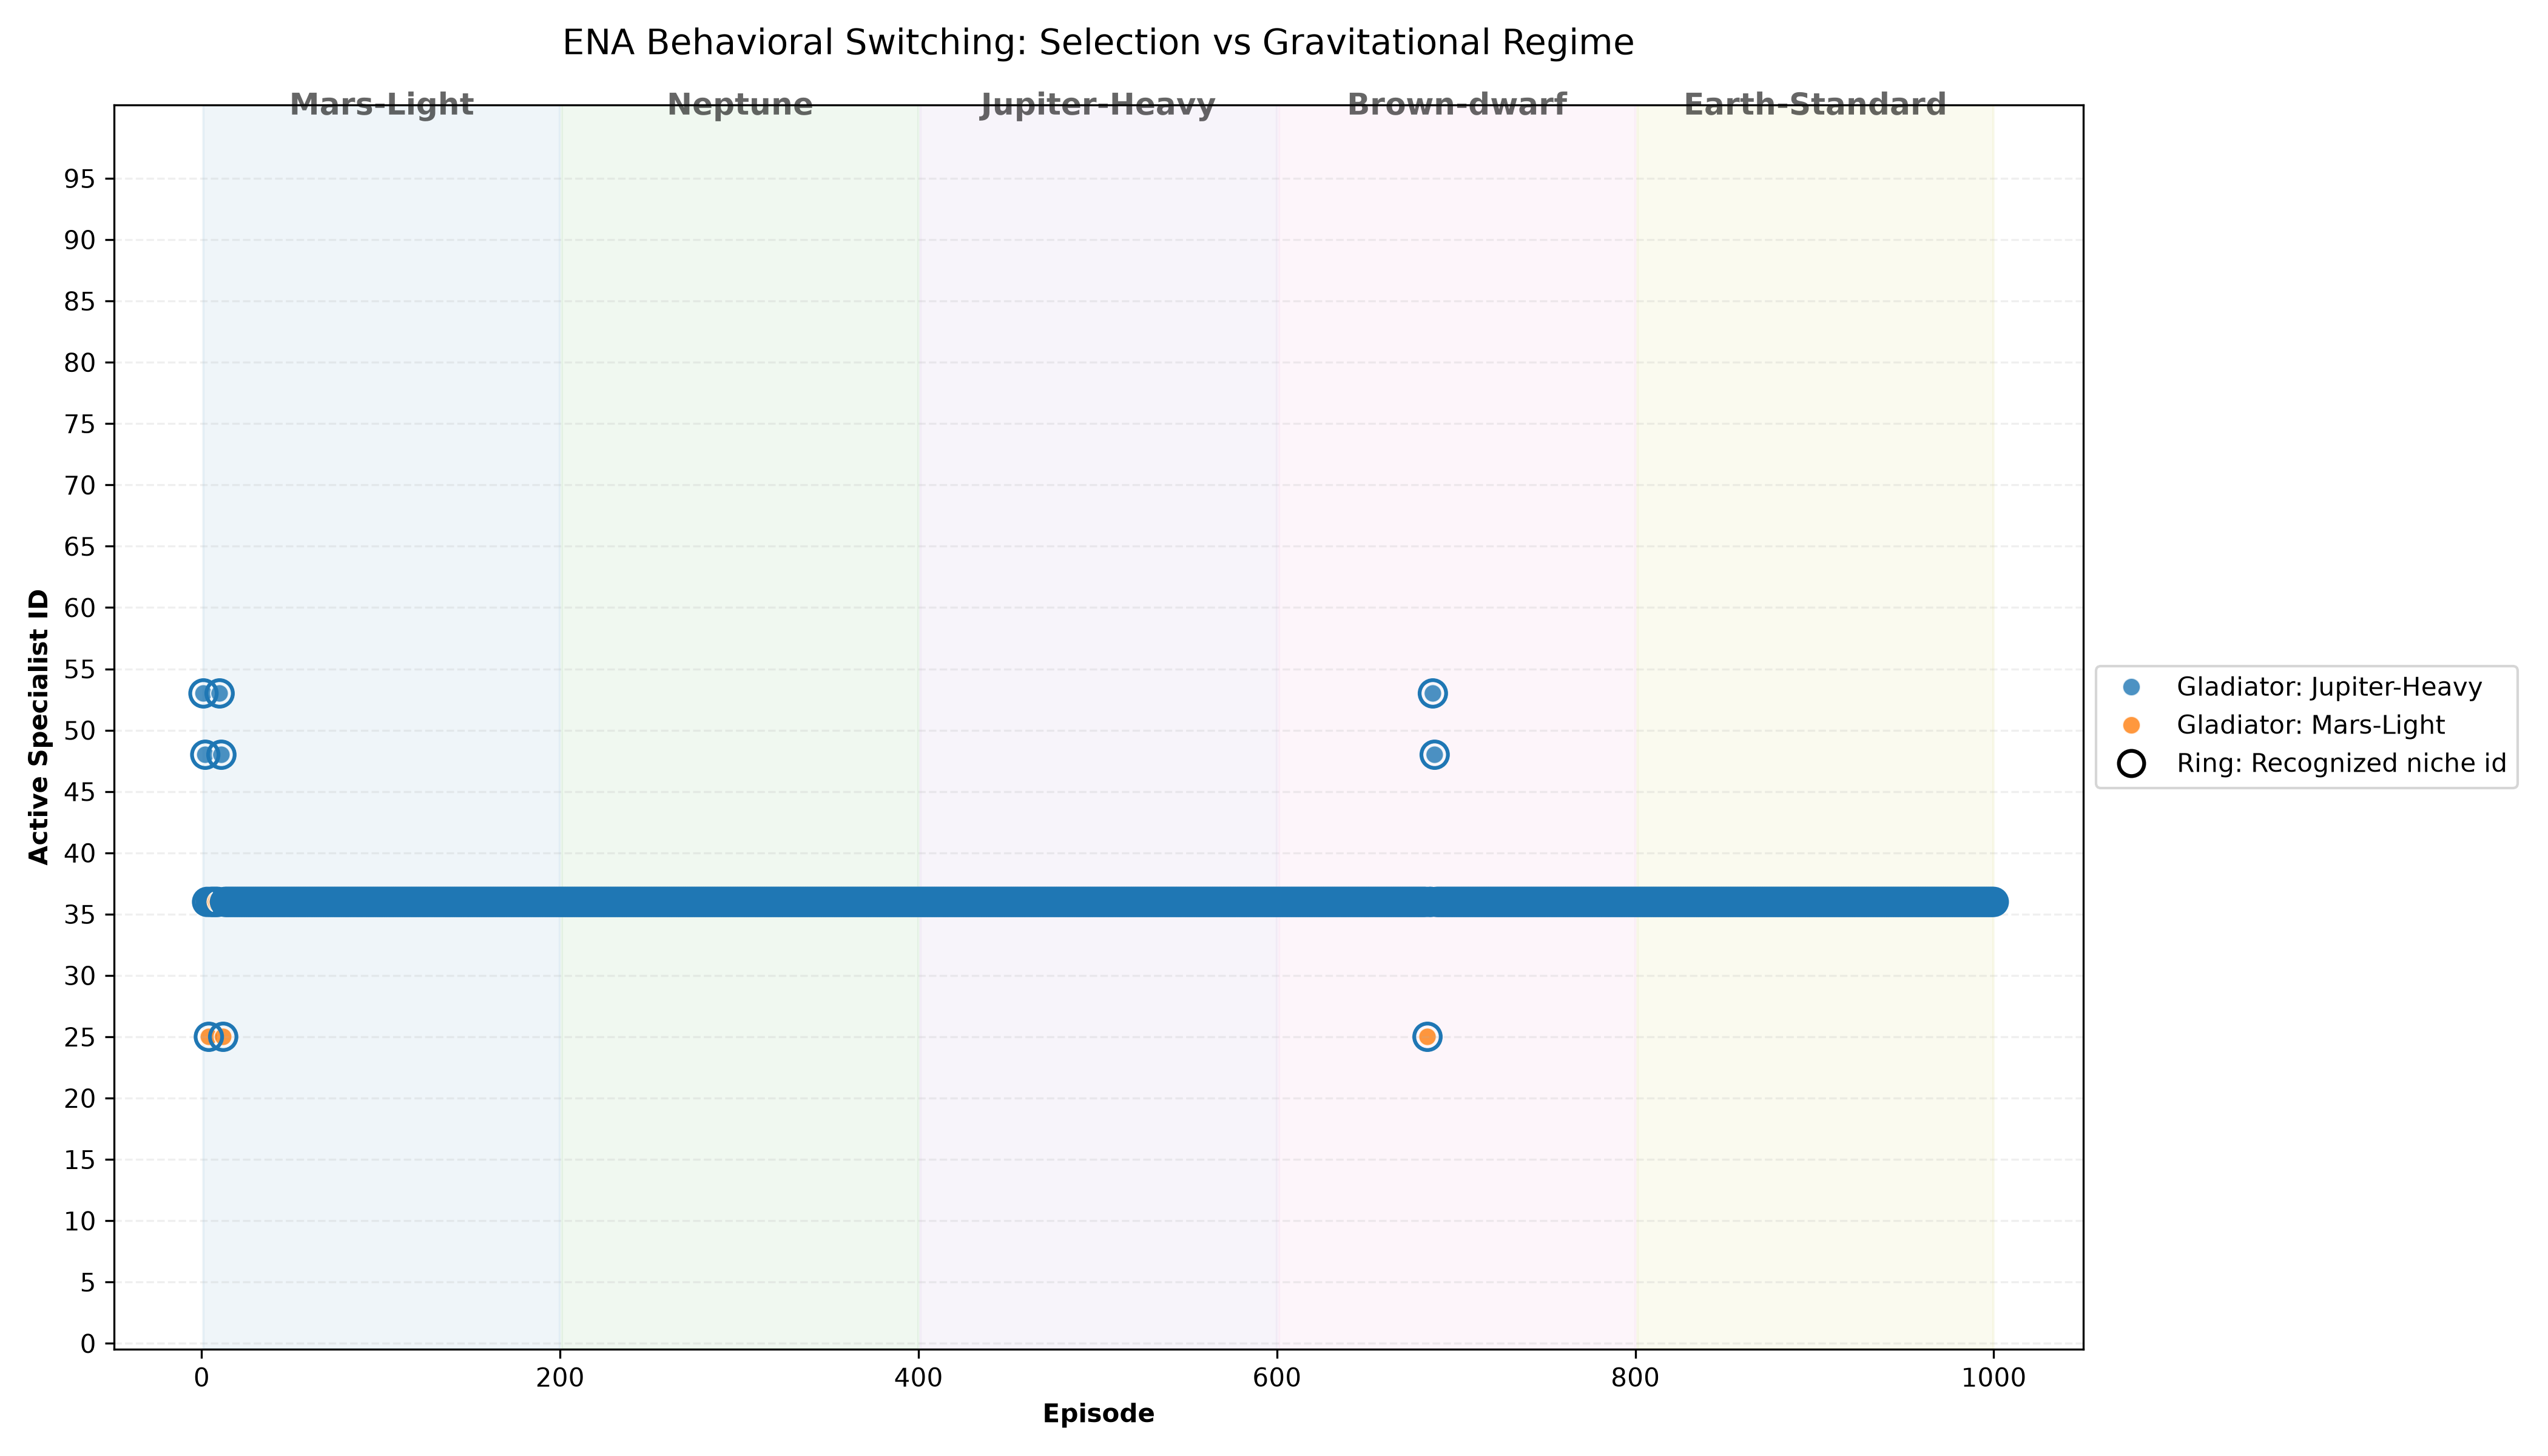 ENA Behavioral Switching: Selection vs Gravitational Regime
Mars-Light
Neptune
Jupiter-Heavy
Brown-dwarf
Earth-Standard
95
90
85
80
75
70
65
60
55
50
45
40
35
30
25
20
15
10
5
0
Active Specialist ID
0
200
400
600
800
1000
Episode
Gladiator: Jupiter-Heavy
Gladiator: Mars-Light
Ring: Recognized niche id